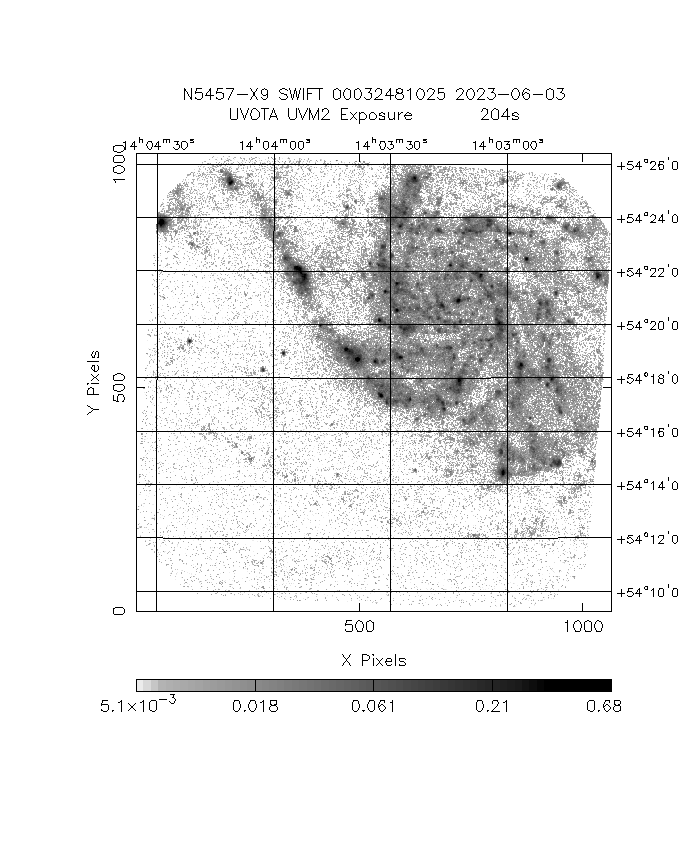 N5457-X9 SWIFT 00032481025 2023-06-03
UVOTA UVM2 Exposure 204s
14ʰ04ᵐ30ˢ 14ʰ04ᵐ00ˢ 14ʰ03ᵐ30ˢ 14ʰ03ᵐ00ˢ
1000
+54°26'0
+54°24'0
+54°22'0
+54°20'0
Y Pixels
500
+54°18'0
+54°16'0
+54°14'0
+54°12'0
+54°10'0
0
500 1000
X Pixels
5.1×10⁻³ 0.018 0.061 0.21 0.68